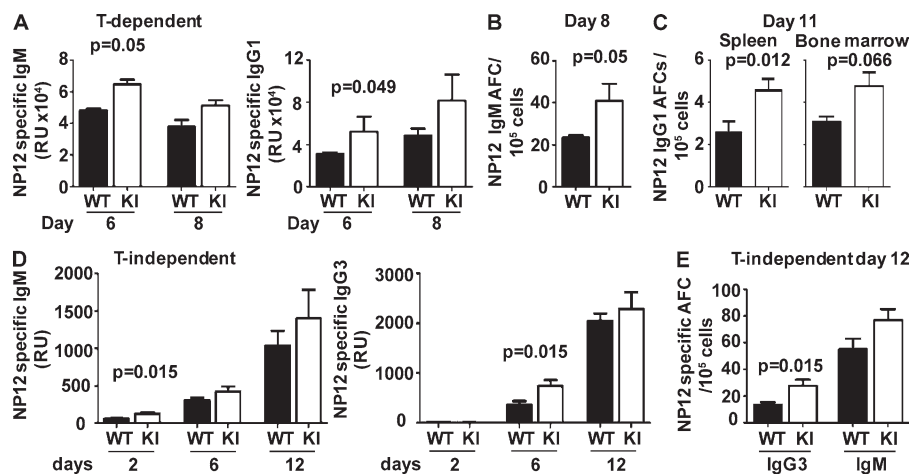 A T-dependent
NP12 specific IgM
(RU x10⁴)
p=0.05
8
6
4
2
0
WT KI WT KI
Day 6 8
NP12 specific IgG1
(RU x10⁴)
p=0.049
12
8
4
0
WT KI WT KI
6 8
B Day 8
NP12 IgM AFC/
10⁵ cells
p=0.05
60
40
20
0
WT KI
C Day 11
Spleen Bone marrow
NP12 IgG1 AFCs /
10⁵ cells
p=0.012 p=0.066
6
4
2
0
WT KI WT KI
D T-independent
NP12 specific IgM
(RU)
2000
1500
1000
500
0
p=0.015
WT KI WT KI WT KI
days 2 6 12
NP12 specific IgG3
(RU)
3000
2000
1000
0
p=0.015
WT KI WT KI WT KI
days 2 6 12
E T-independent day 12
NP12 specific AFC
/10⁵ cells
100
80
60
40
20
0
p=0.015
WT KI WT KI
IgG3 IgM